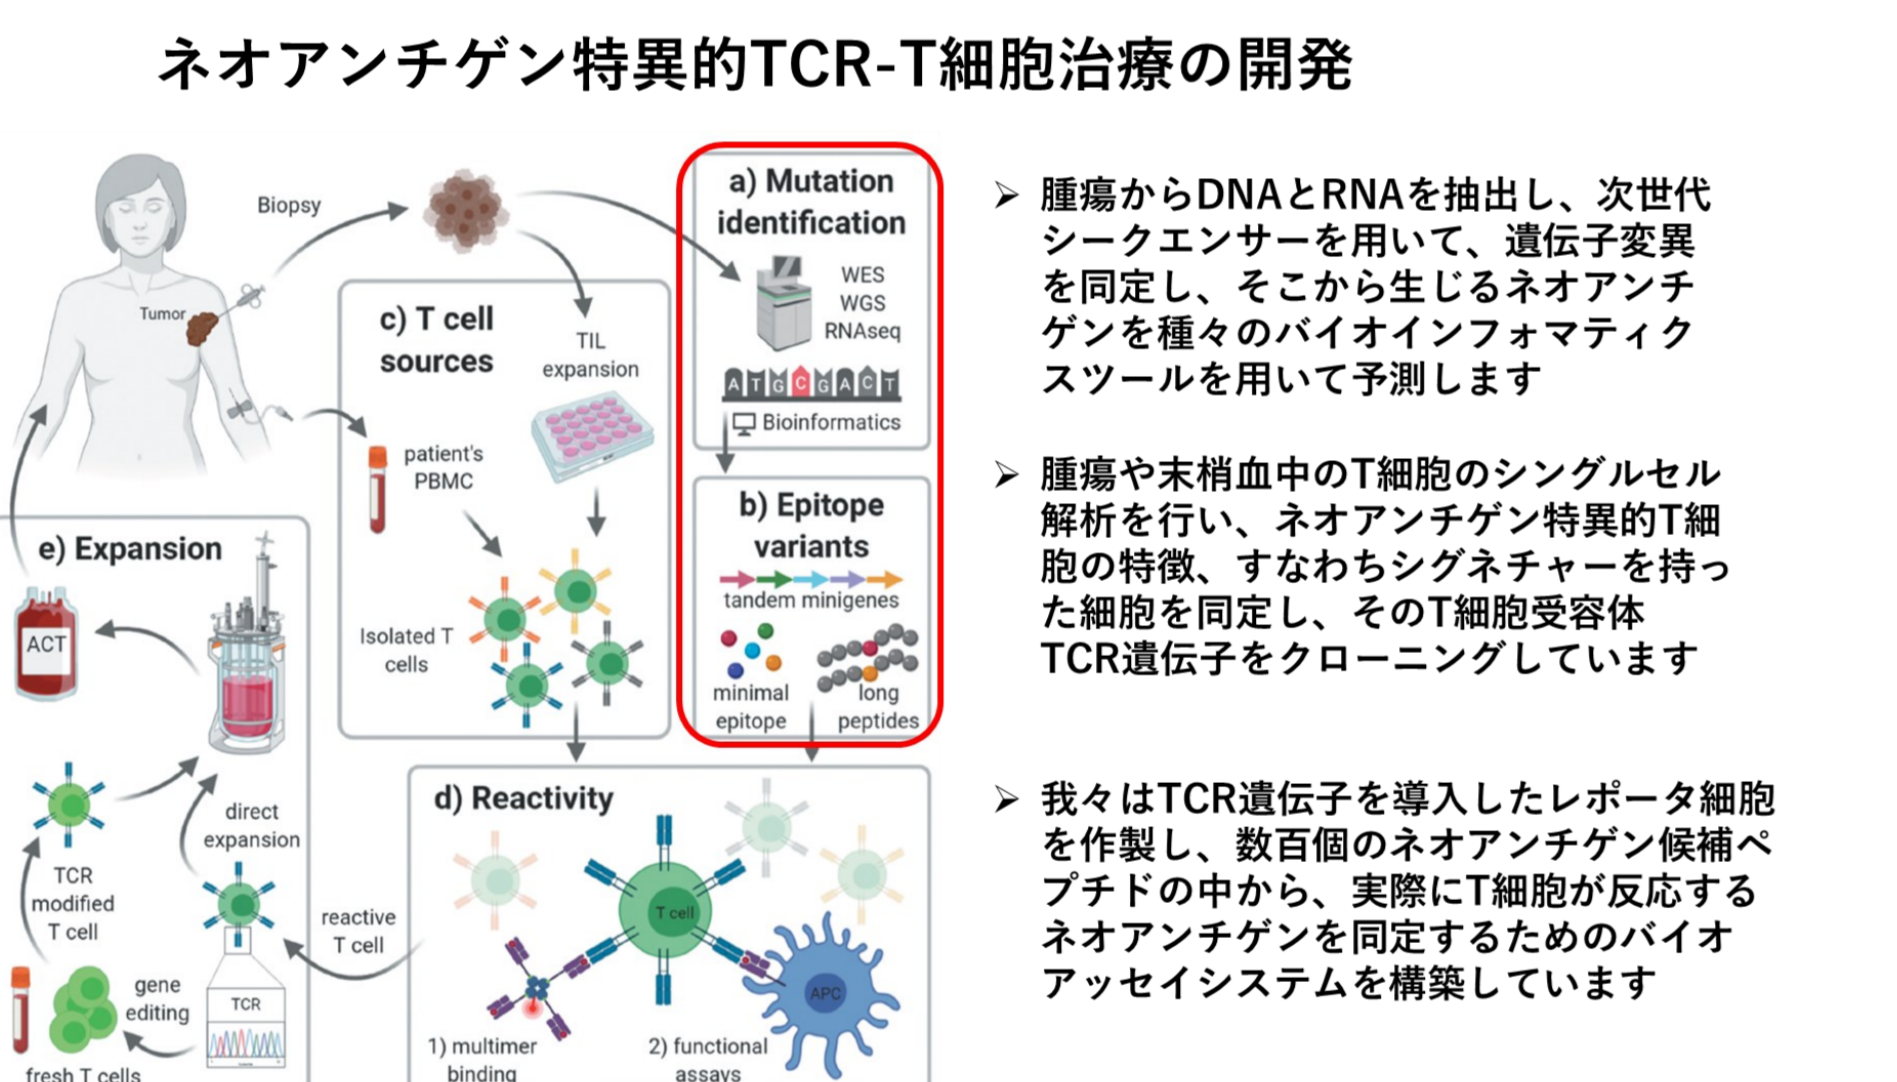 ネオアンチゲン特異的TCR-T細胞治療の開発
Biopsy
Tumor
a) Mutation
identification
WES
WGS
RNAseq
A T G C G A C T
Bioinformatics
b) Epitope
variants
tandem minigenes
minimal
epitope
long
peptides
c) T cell
sources
TIL
expansion
patient's
PBMC
Isolated T
cells
d) Reactivity
T cell
APC
1) multimer
binding
2) functional
assays
reactive
T cell
e) Expansion
ACT
direct
expansion
TCR
modified
T cell
gene
editing
TCR
fresh T cells
➢ 腫瘍からDNAとRNAを抽出し、次世代
シークエンサーを用いて、遺伝子変異
を同定し、そこから生じるネオアンチ
ゲンを種々のバイオインフォマティク
スツールを用いて予測します
➢ 腫瘍や末梢血中のT細胞のシングルセル
解析を行い、ネオアンチゲン特異的T細
胞の特徴、すなわちシグネチャーを持っ
た細胞を同定し、そのT細胞受容体
TCR遺伝子をクローニングしています
➢ 我々はTCR遺伝子を導入したレポータ細胞
を作製し、数百個のネオアンチゲン候補ペ
プチドの中から、実際にT細胞が反応する
ネオアンチゲンを同定するためのバイオ
アッセイシステムを構築しています